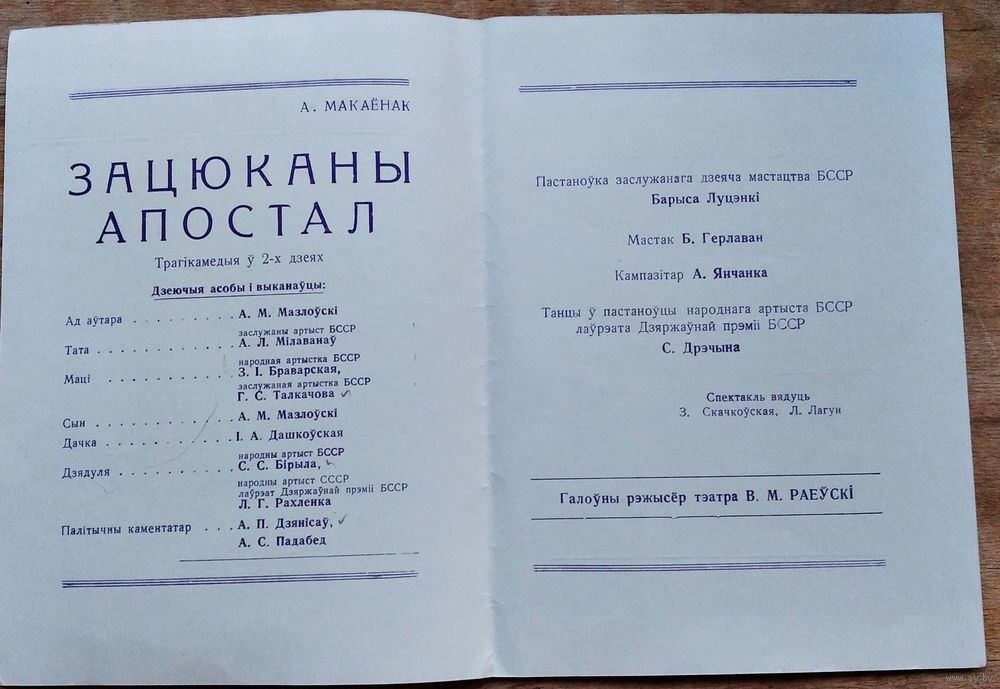 А. МАКАЁНАК
ЗАЦЮКАНЫ
АПОСТАЛ
Трагікамедыя ў 2-х дзеях
Дзеючыя асобы і выканаўцы:
Ад аўтара . . . . . . . . . А. М. Мазлоўскі
заслужаны артыст БССР
Тата . . . . . . . . . . . . А. Л. Мілаванаў
народная артыстка БССР
Маці . . . . . . . . . . . З. І. Браварская,
заслужаная артыстка БССР
Г. С. Талкачова
Сын . . . . . . . . . . . . А. М. Мазлоўскі
Дачка . . . . . . . . . . . І. А. Дашкоўская
народны артыст БССР
Дзядуля . . . . . . . . . . С. С. Бірыла,
народны артыст СССР
лаўрэат Дзяржаўнай прэміі БССР
Л. Г. Рахленка
Палітычны каментатар . . . А. П. Дзянісаў,
А. С. Падабед
Пастаноўка заслужанага дзеяча мастацтва БССР
Барыса Луцэнкі
Мастак Б. Герлаван
Кампазітар А. Янчанка
Танцы ў пастаноўцы народнага артыста БССР
лаўрэата Дзяржаўнай прэміі БССР
С. Дрэчына
Спектакль вядуць
З. Скачкоўская, Л. Лагун
Галоўны рэжысёр тэатра В. М. РАЕЎСКІ
www.ay.by